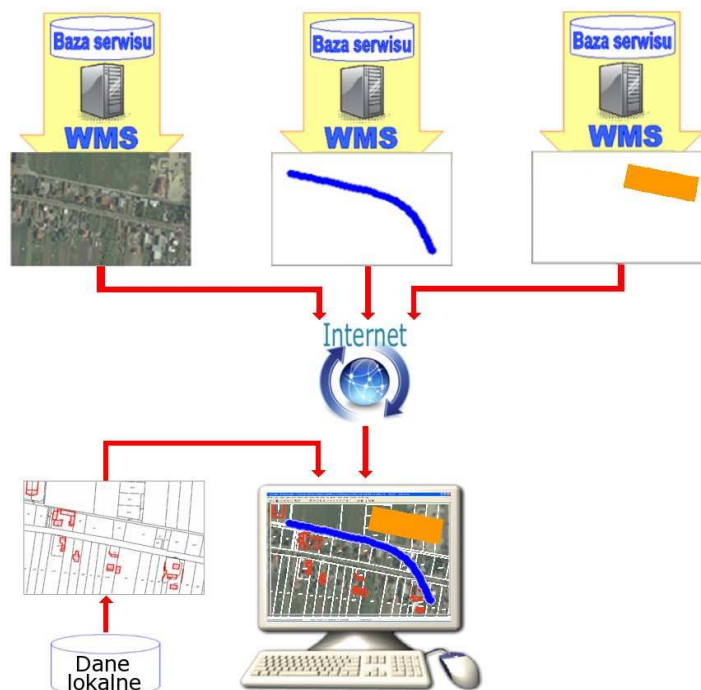 Baza serwisu
WMS
Baza serwisu
WMS
Baza serwisu
WMS
Internet
Dane
lokalne